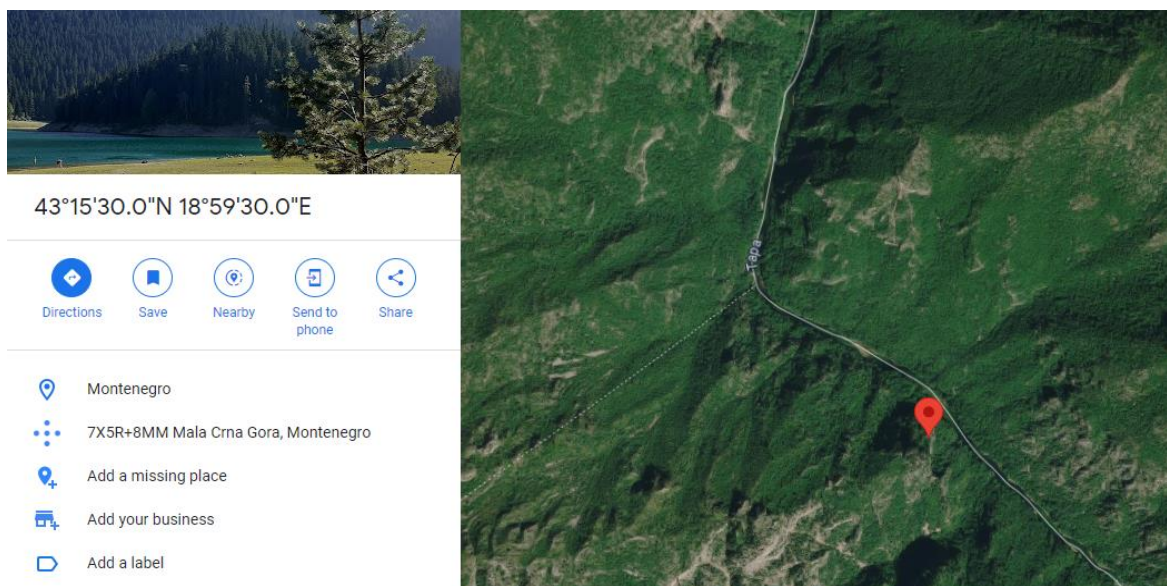 43°15'30.0"N 18°59'30.0"E
Directions
Save
Nearby
Send to
phone
Share
Montenegro
7X5R+8MM Mala Crna Gora, Montenegro
Add a missing place
Add your business
Add a label
Тара